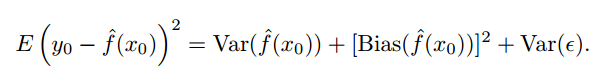 E (y₀ − f̂(x₀))² = Var(f̂(x₀)) + [Bias(f̂(x₀))]² + Var(ϵ).